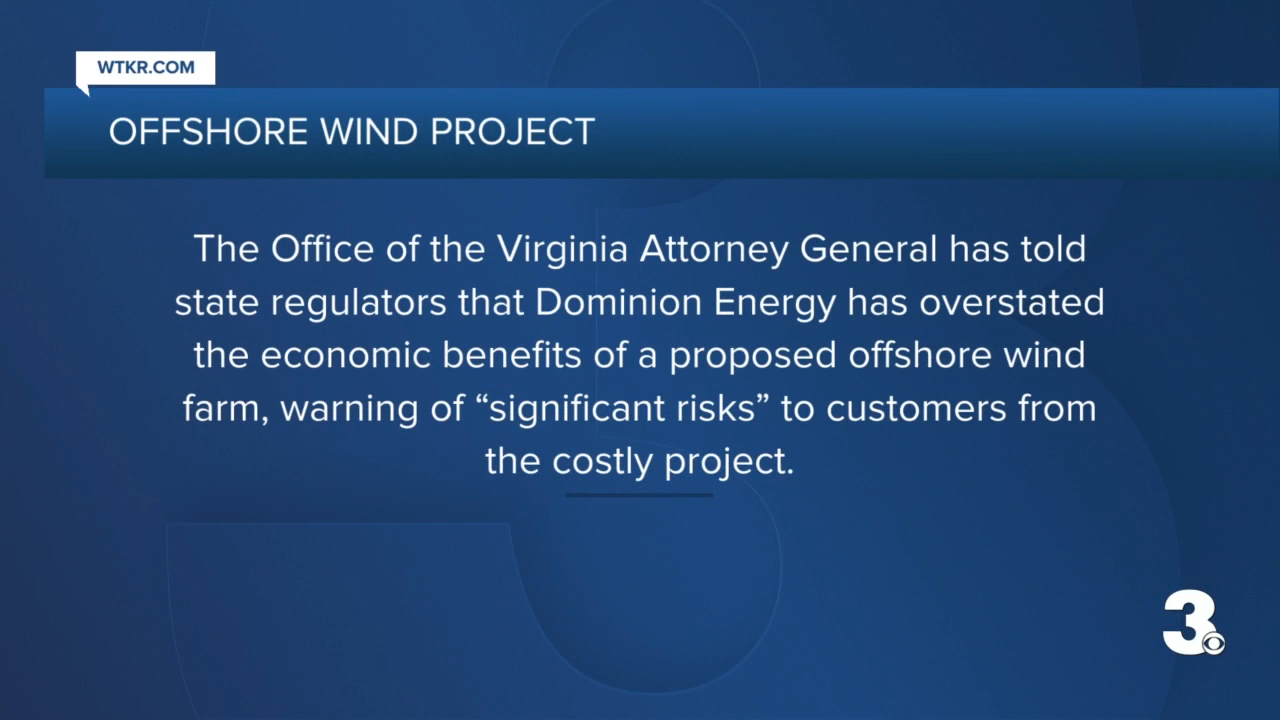 WTKR.COM
OFFSHORE WIND PROJECT
The Office of the Virginia Attorney General has told
state regulators that Dominion Energy has overstated
the economic benefits of a proposed offshore wind
farm, warning of “significant risks” to customers from
the costly project.
3